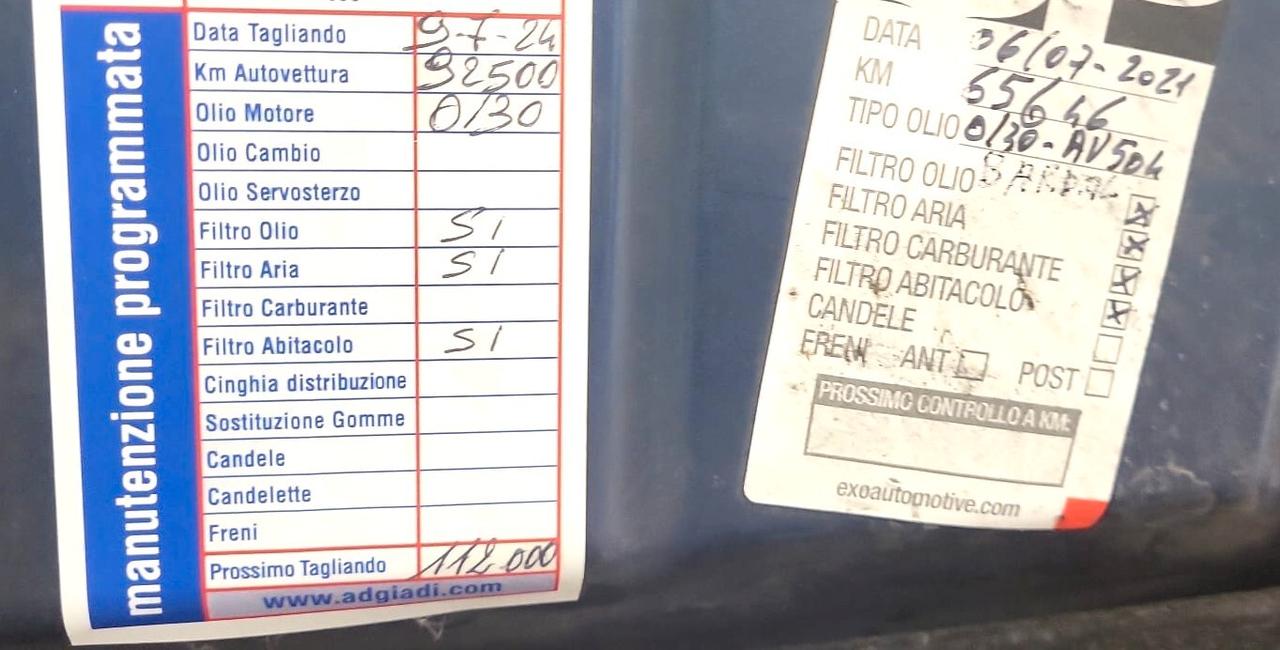 manutenzione programmata
Data Tagliando 9-7-24
Km Autovettura 92500
Olio Motore 0/30
Olio Cambio
Olio Servosterzo
Filtro Olio SI
Filtro Aria SI
Filtro Carburante
Filtro Abitacolo SI
Cinghia distribuzione
Sostituzione Gomme
Candele
Candelette
Freni
Prossimo Tagliando 112.000
www.adgiadi.com
DATA 06/07-2021
KM 65646
TIPO OLIO 0/30-AV504
FILTRO OLIO
FILTRO ARIA
FILTRO CARBURANTE
FILTRO ABITACOLO
CANDELE
FRENI ANT POST
PROSSIMO CONTROLLO A KM:
exoautomotive.com